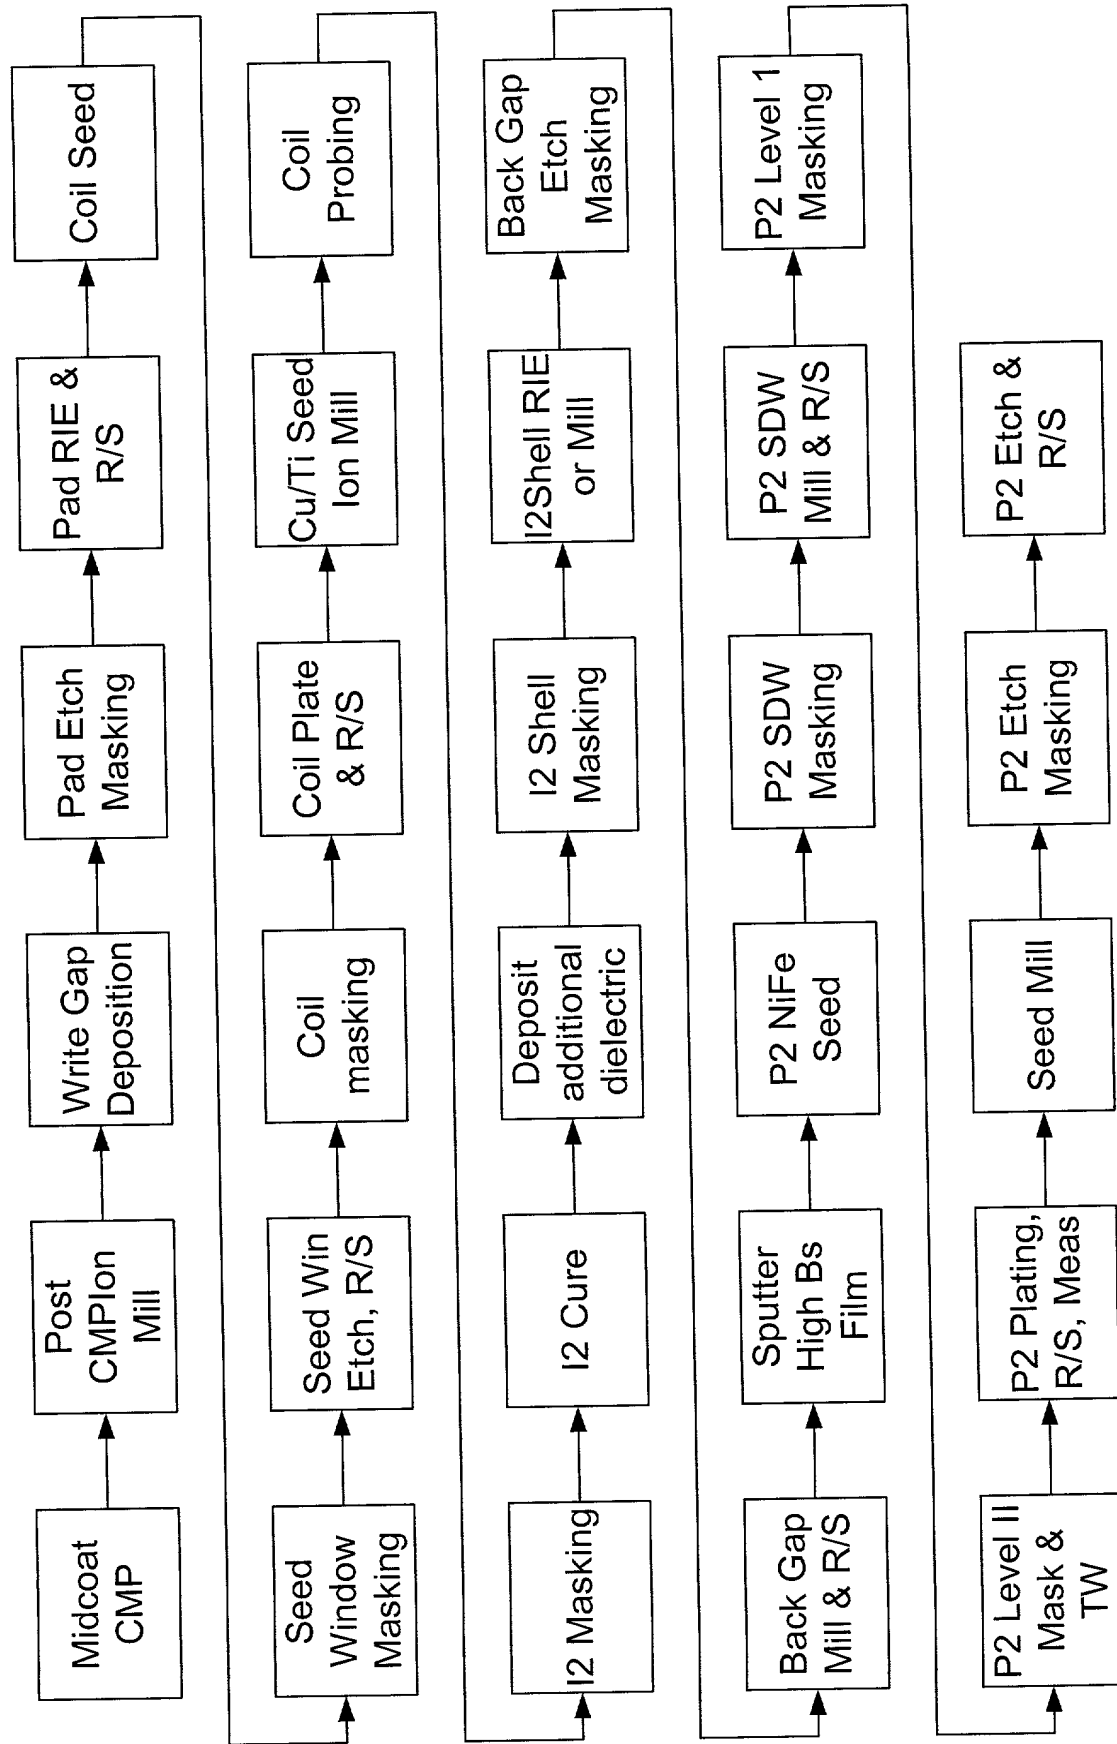 Midcoat
CMP
Post
CMPIon
Mill
Write Gap
Deposition
Pad Etch
Masking
Pad RIE &
R/S
Coil Seed
Seed
Window
Masking
Seed Win
Etch, R/S
Coil
masking
Coil Plate
& R/S
Cu/Ti Seed
Ion Mill
Coil
Probing
I2 Masking
I2 Cure
Deposit
additional
dielectric
I2 Shell
Masking
I2Shell RIE
or Mill
Back Gap
Etch
Masking
Back Gap
Mill & R/S
Sputter
High Bs
Film
P2 NiFe
Seed
P2 SDW
Masking
P2 SDW
Mill & R/S
P2 Level 1
Masking
P2 Level II
Mask &
TW
P2 Plating,
R/S, Meas
Seed Mill
P2 Etch
Masking
P2 Etch &
R/S